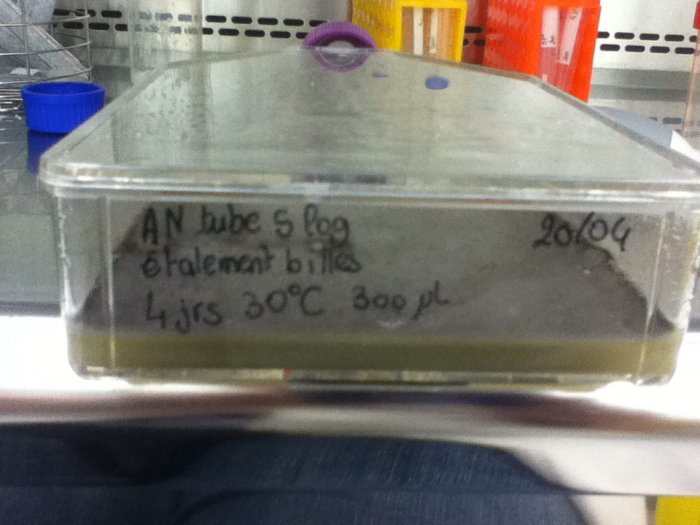 AN tube 5 log 20/04
étalement billes
4 jrs 30°C 300 µL